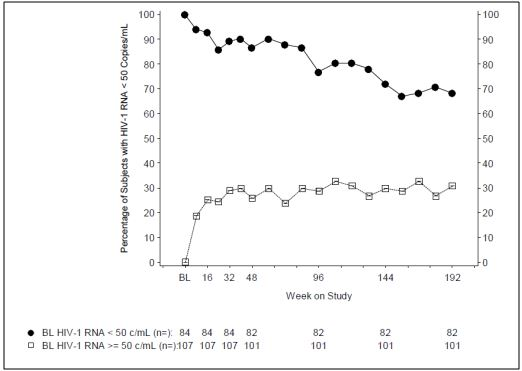 100 100
90 90
80 80
70 70
60 60
50 50
40 40
30 30
20 20
10 10
0 0
Percentage of Subjects with HIV-1 RNA < 50 Copies/mL
BL 16 32 48 96 144 192
Week on Study
● BL HIV-1 RNA < 50 c/mL (n=): 84 84 84 82 82 82 82
□ BL HIV-1 RNA >= 50 c/mL (n=):107 107 107 101 101 101 101